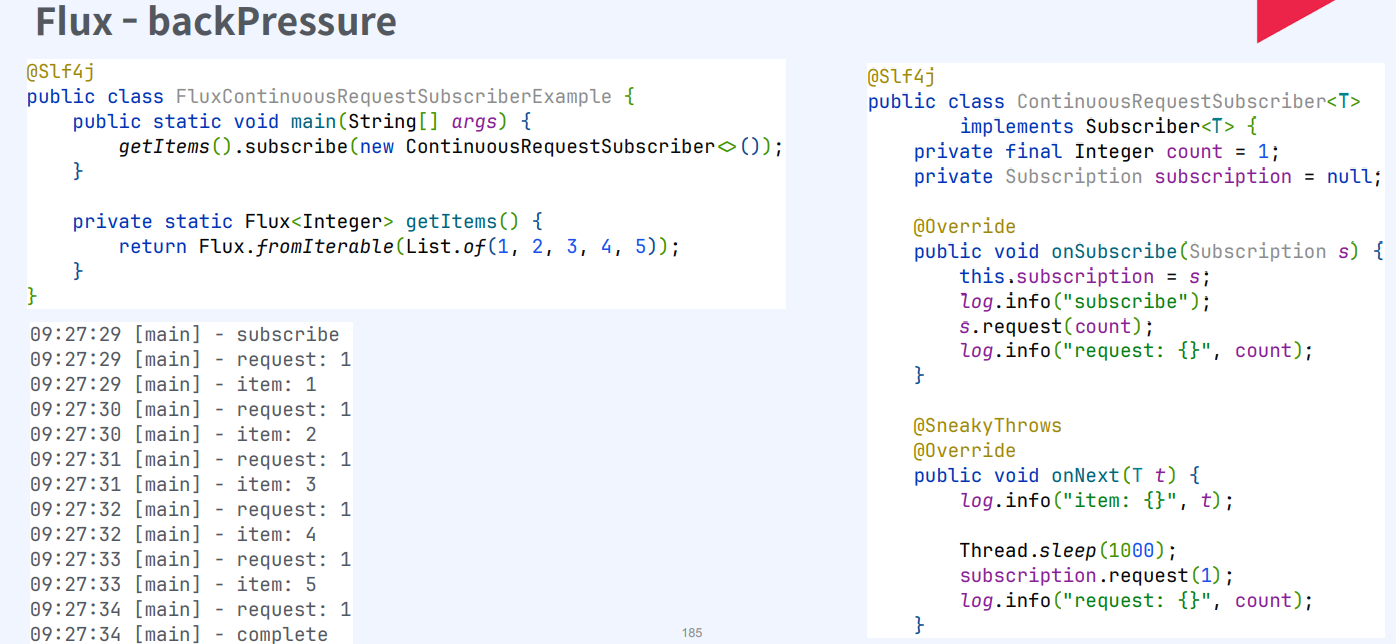 Flux - backPressure
@Slf4j
public class FluxContinuousRequestSubscriberExample {
    public static void main(String[] args) {
        getItems().subscribe(new ContinuousRequestSubscriber<>());
    }

    private static Flux<Integer> getItems() {
        return Flux.fromIterable(List.of(1, 2, 3, 4, 5));
    }
}
09:27:29 [main] - subscribe
09:27:29 [main] - request: 1
09:27:29 [main] - item: 1
09:27:30 [main] - request: 1
09:27:30 [main] - item: 2
09:27:31 [main] - request: 1
09:27:31 [main] - item: 3
09:27:32 [main] - request: 1
09:27:32 [main] - item: 4
09:27:33 [main] - request: 1
09:27:33 [main] - item: 5
09:27:34 [main] - request: 1
09:27:34 [main] - complete
@Slf4j
public class ContinuousRequestSubscriber<T>
        implements Subscriber<T> {
    private final Integer count = 1;
    private Subscription subscription = null;

    @Override
    public void onSubscribe(Subscription s) {
        this.subscription = s;
        log.info("subscribe");
        s.request(count);
        log.info("request: {}", count);
    }

    @SneakyThrows
    @Override
    public void onNext(T t) {
        log.info("item: {}", t);

        Thread.sleep(1000);
        subscription.request(1);
        log.info("request: {}", count);
    }
185